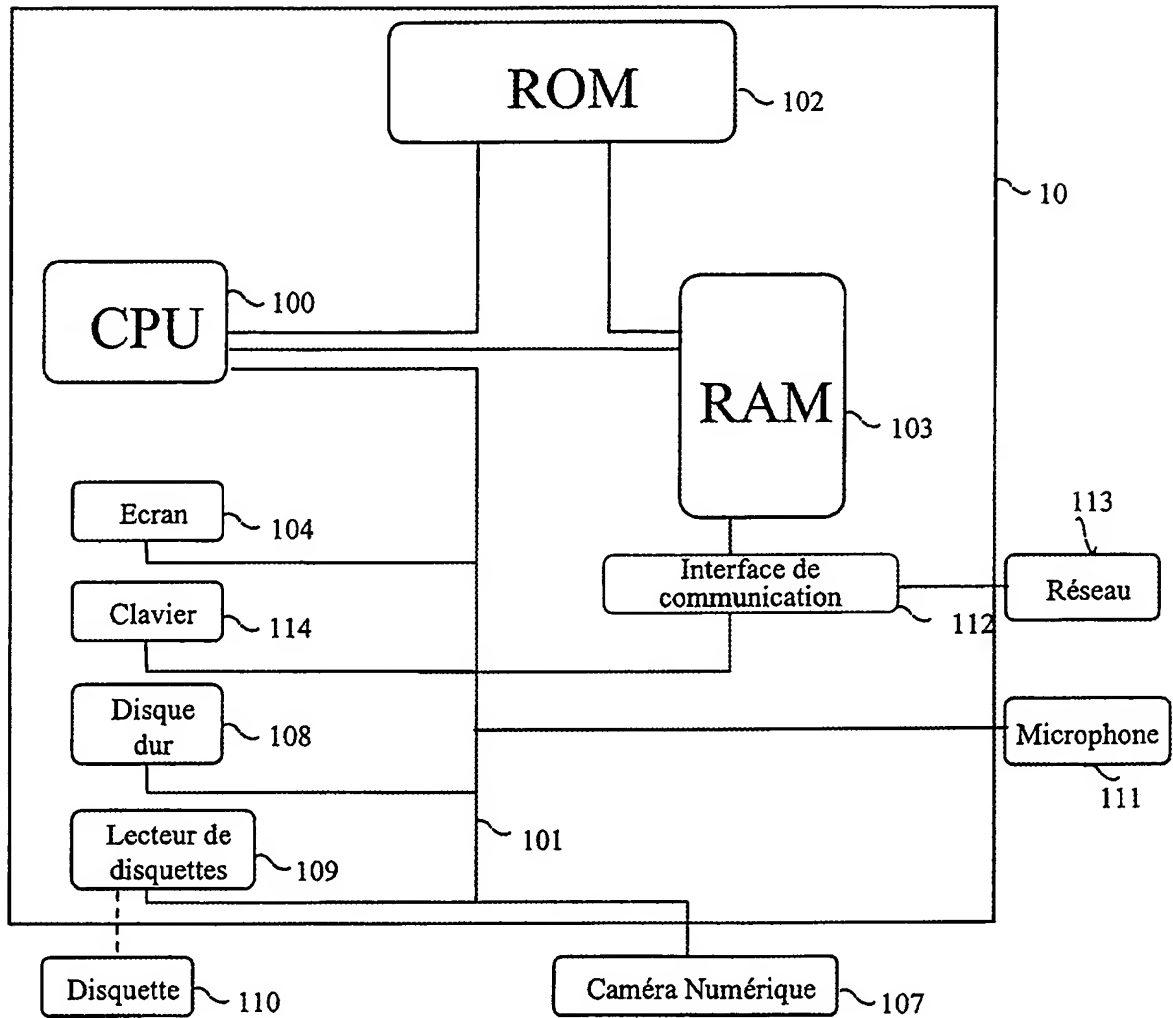 ROM
102
10
CPU
100
RAM
103
Ecran
104
113
Interface de
communication
112
Réseau
Clavier
114
Disque
dur
108
Microphone
111
Lecteur de
disquettes
109
101
Disquette
110
Caméra Numérique
107